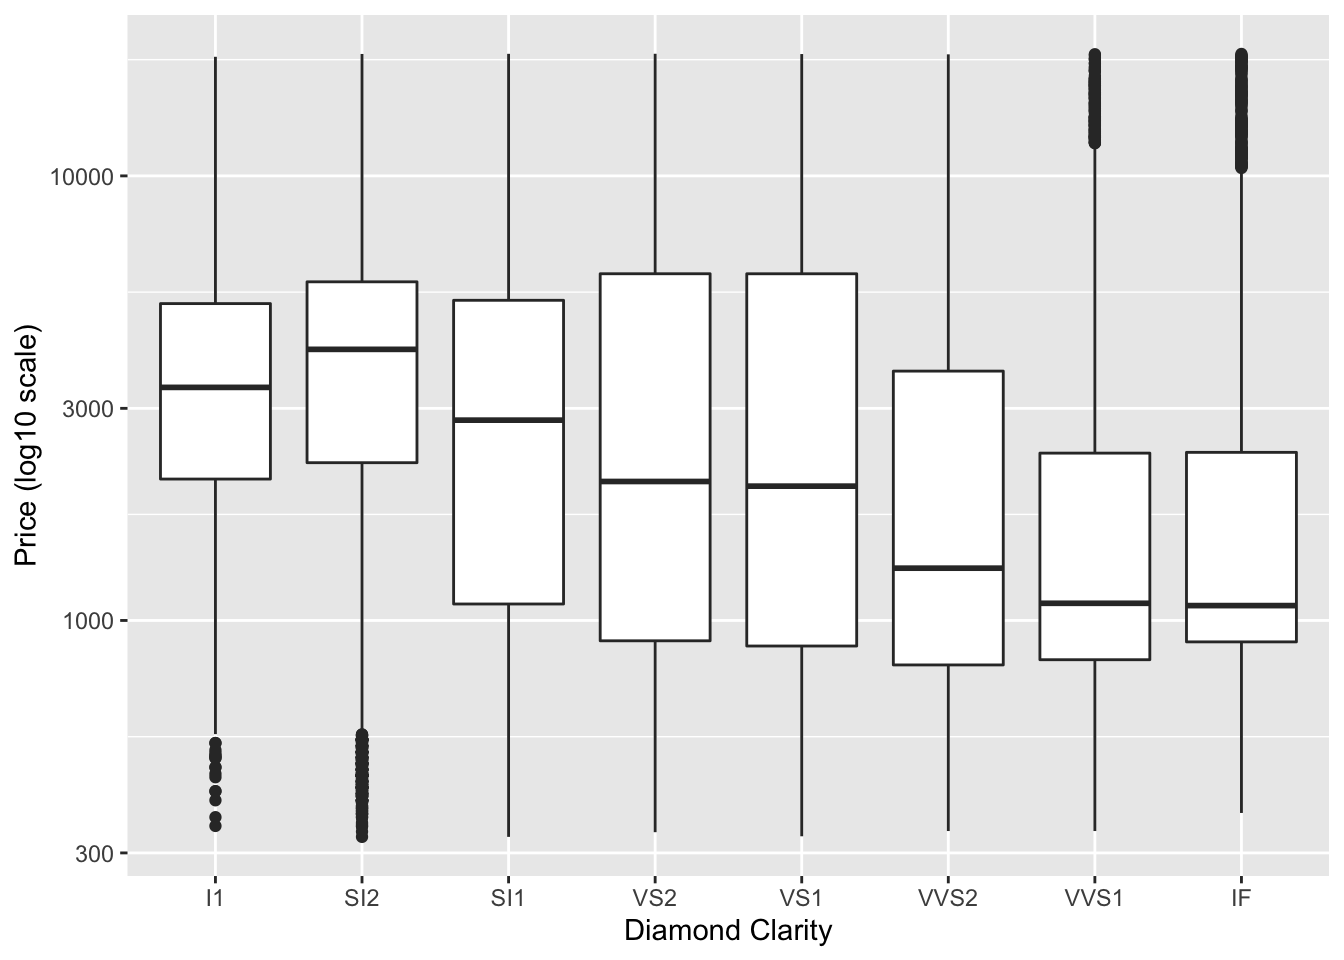 Price (log10 scale)
10000
3000
1000
300
I1 SI2 SI1 VS2 VS1 VVS2 VVS1 IF
Diamond Clarity